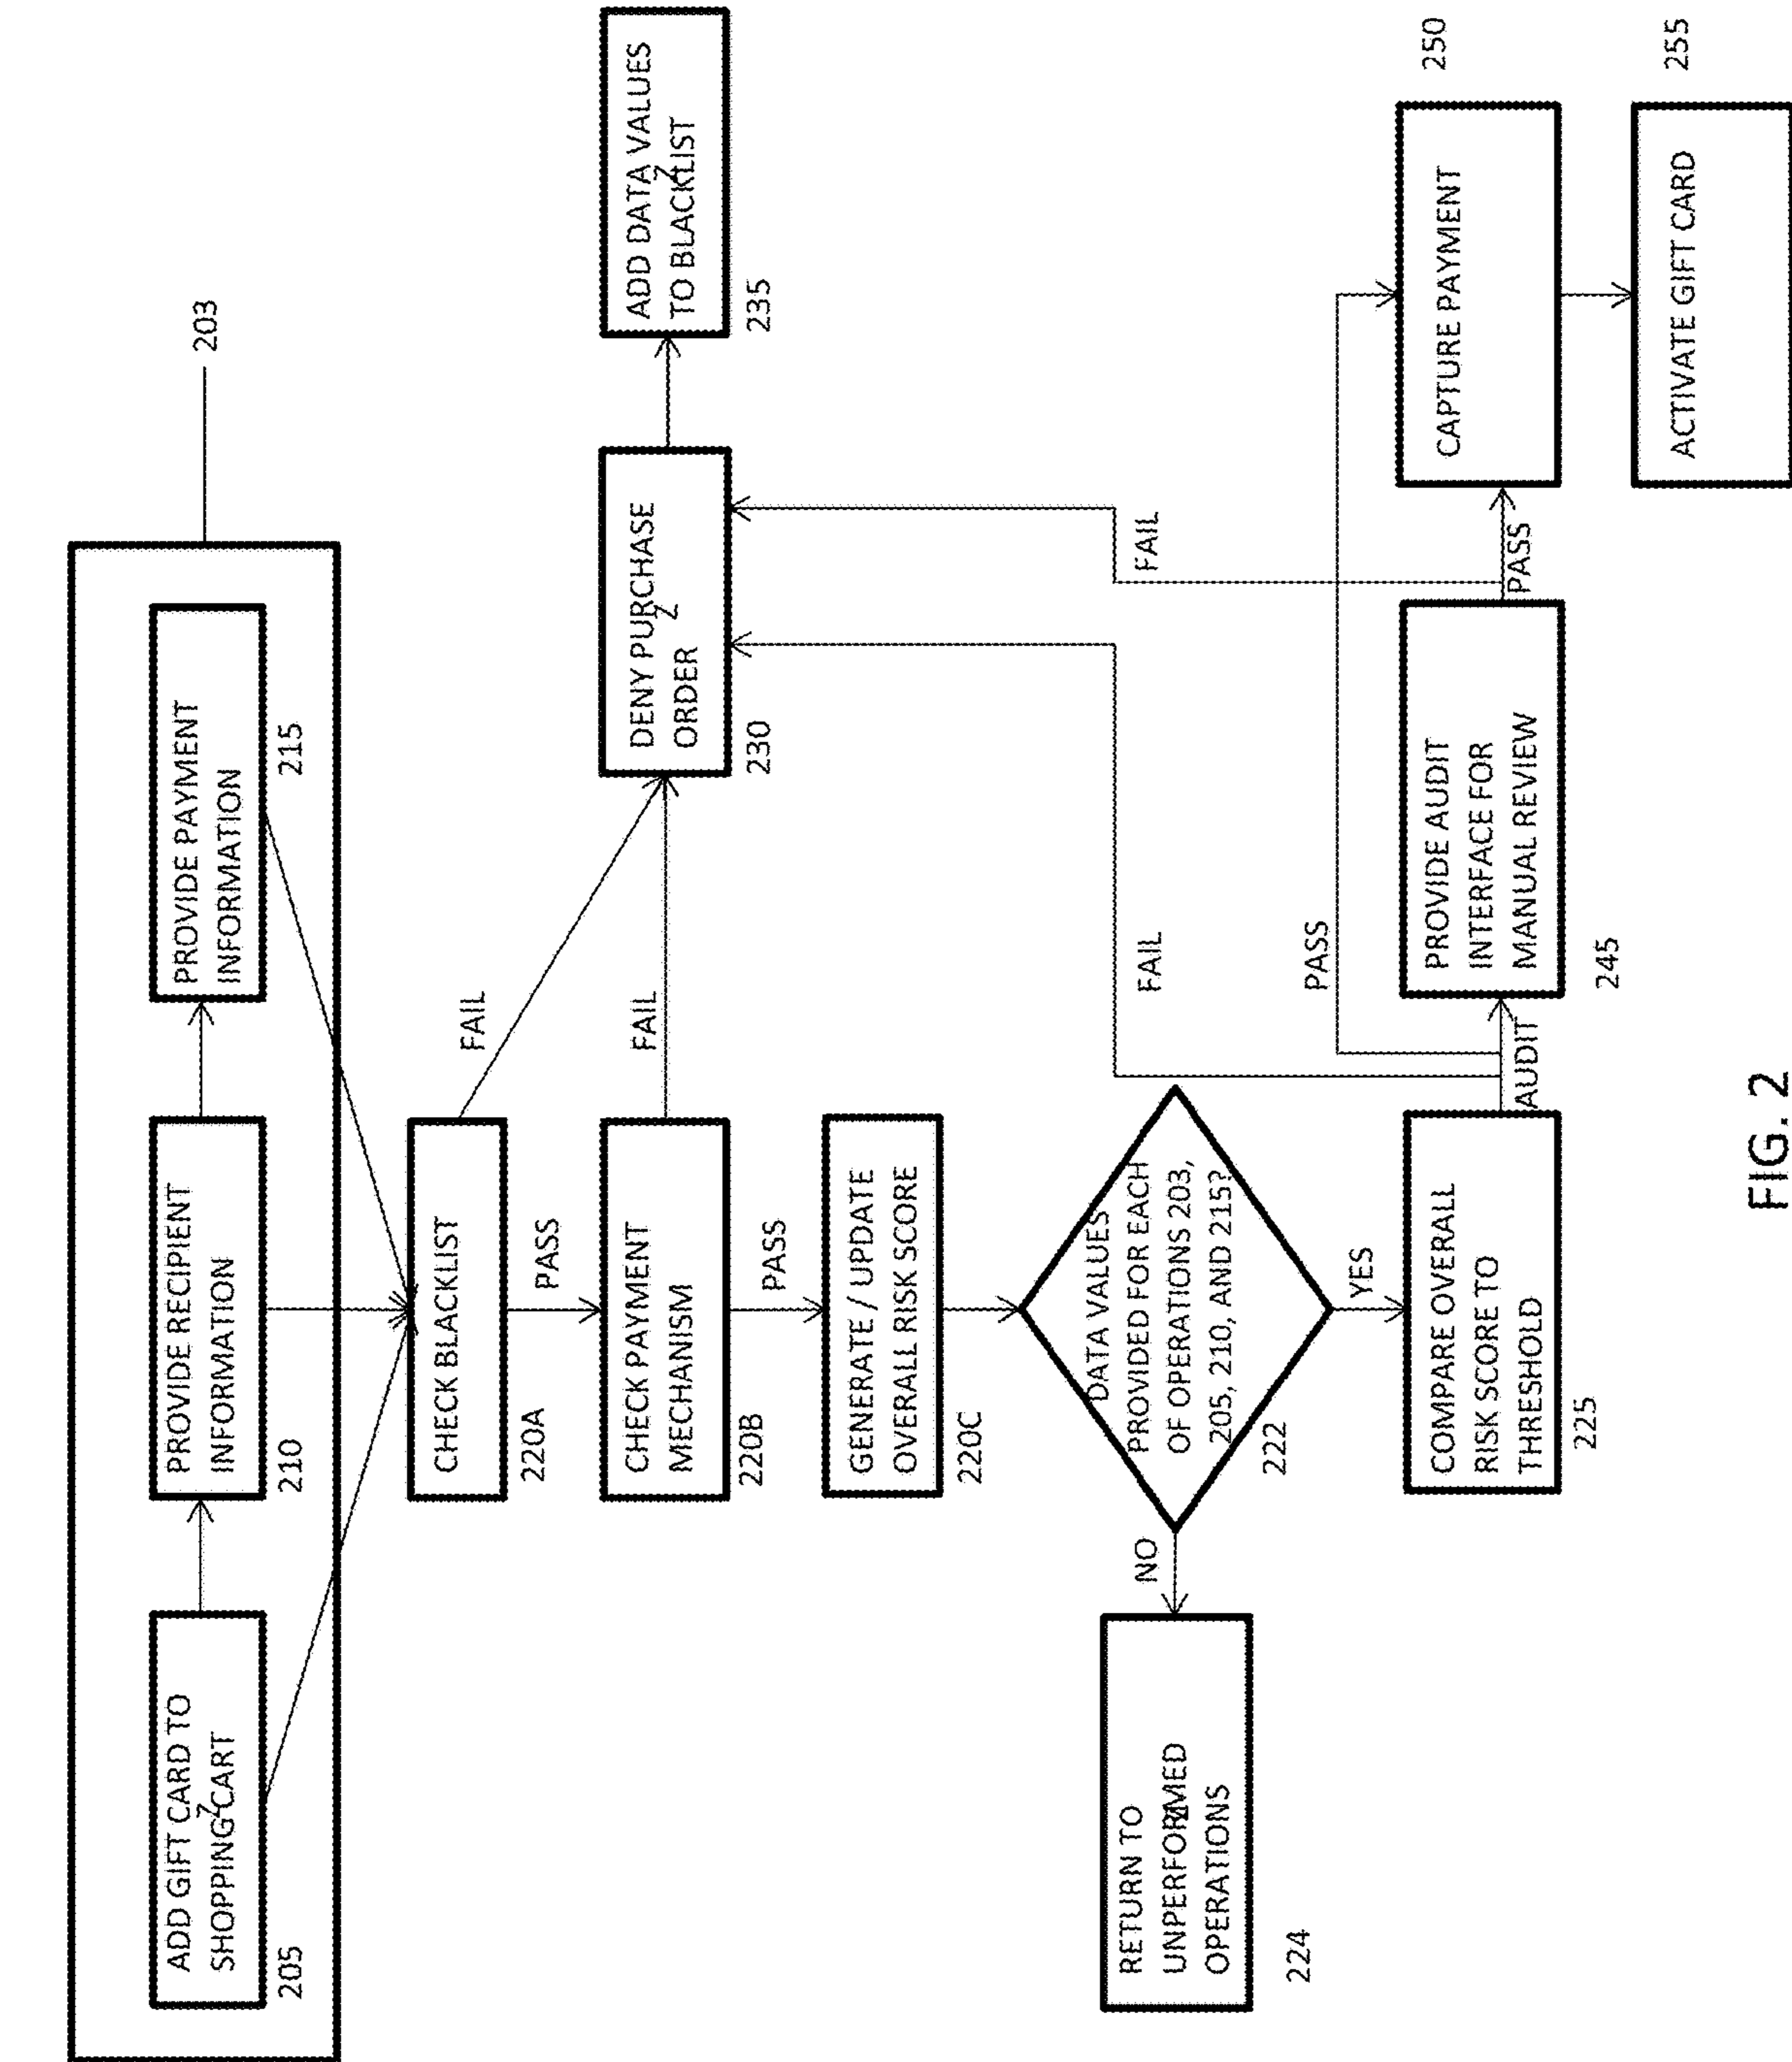 203
ADD GIFT CARD TO
SHOPPING CART
205
PROVIDE RECIPIENT
INFORMATION
210
PROVIDE PAYMENT
INFORMATION
215
CHECK BLACKLIST
220A
FAIL
PASS
CHECK PAYMENT
MECHANISM
220B
FAIL
DENY PURCHASE
ORDER
230
ADD DATA VALUES
TO BLACKLIST
235
PASS
GENERATE / UPDATE
OVERALL RISK SCORE
220C
DATA VALUES
PROVIDED FOR EACH
OF OPERATIONS 203,
205, 210, AND 215?
222
NO
RETURN TO
UNPERFORMED
OPERATIONS
224
YES
COMPARE OVERALL
RISK SCORE TO
THRESHOLD
225
FAIL
PASS
AUDIT
PROVIDE AUDIT
INTERFACE FOR
MANUAL REVIEW
245
FAIL
PASS
CAPTURE PAYMENT
250
ACTIVATE GIFT CARD
255
FIG. 2